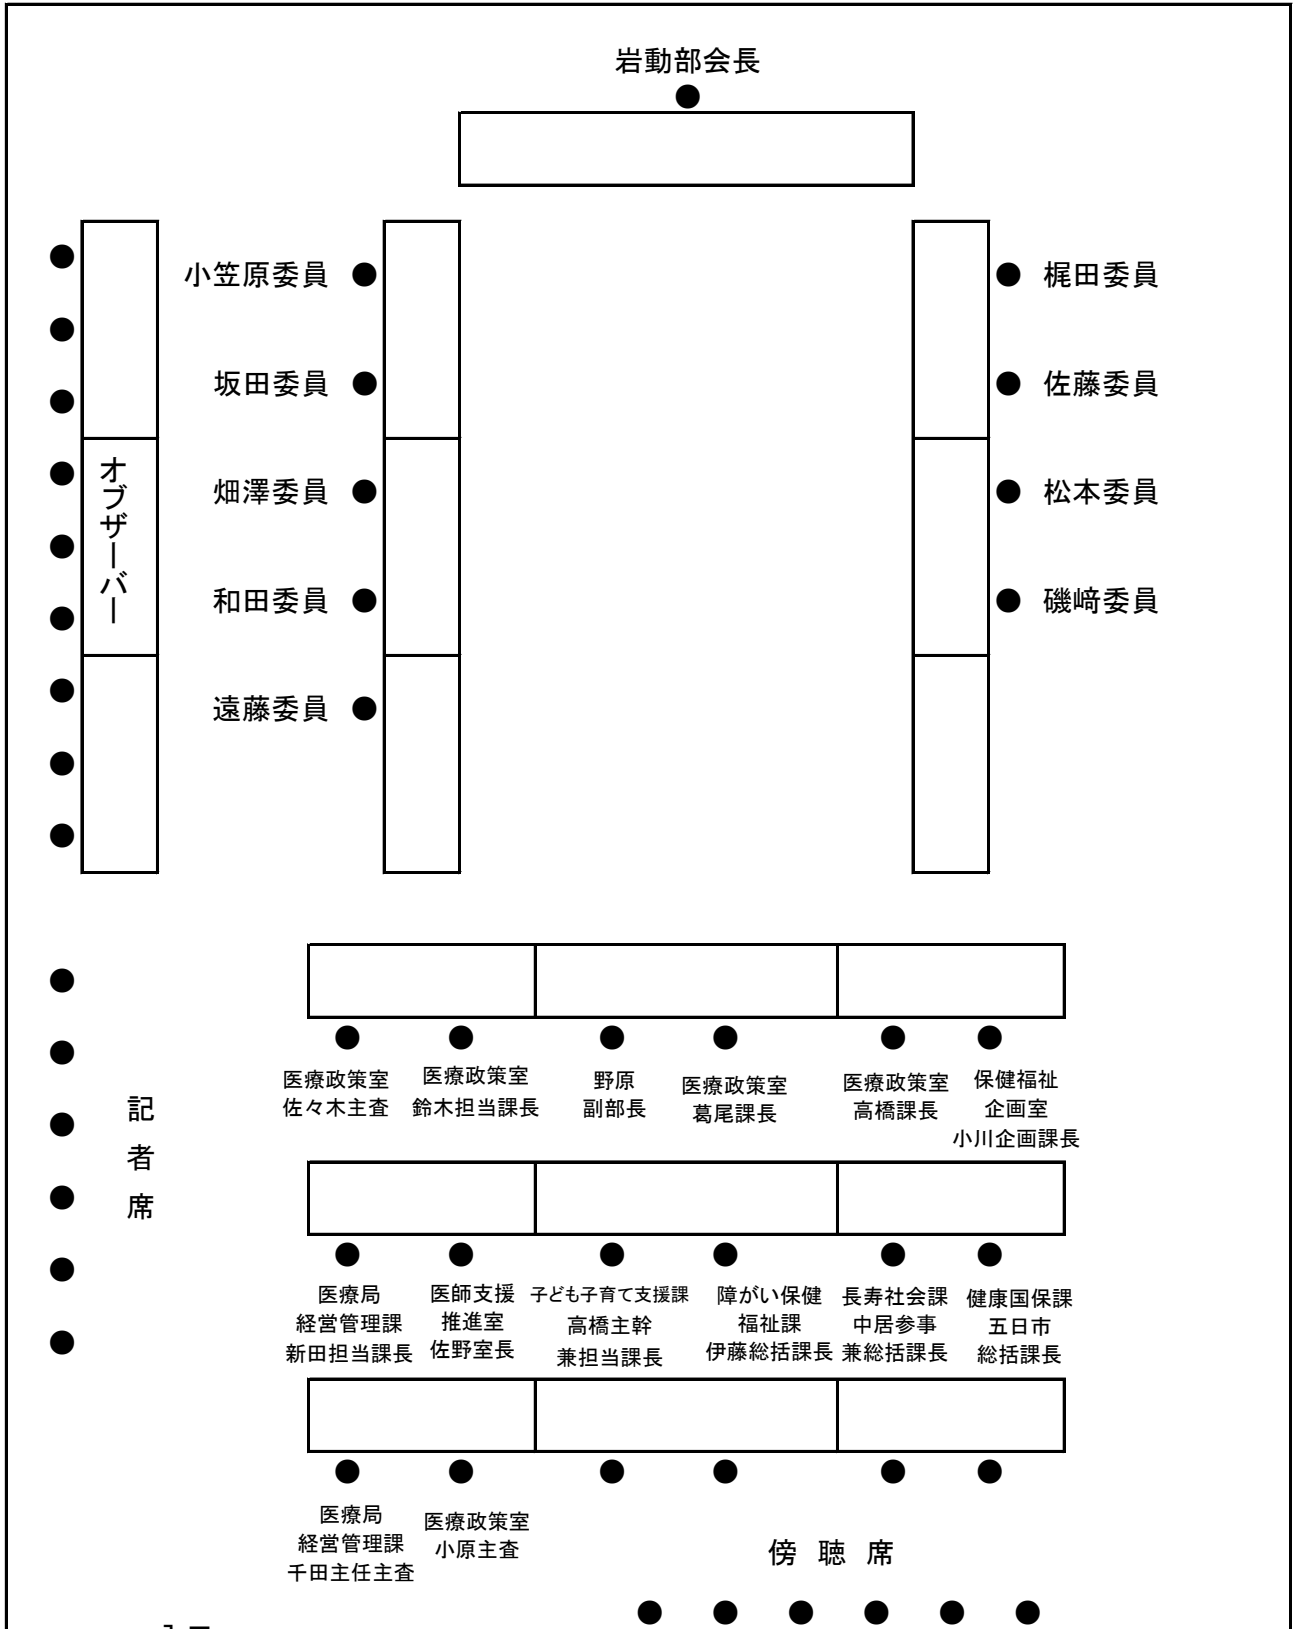 岩動部会長
小笠原委員
梶田委員
坂田委員
佐藤委員
オブザーバー
畑澤委員
松本委員
和田委員
磯﨑委員
遠藤委員
医療政策室
佐々木主査
医療政策室
鈴木担当課長
野原
副部長
医療政策室
葛尾課長
医療政策室
高橋課長
保健福祉
企画室
小川企画課長
記者席
医療局
経営管理課
新田担当課長
医師支援
推進室
佐野室長
子ども子育て支援課
高橋主幹
兼担当課長
障がい保健
福祉課
伊藤総括課長
長寿社会課
中居参事
兼総括課長
健康国保課
五日市
総括課長
医療局
経営管理課
千田主任主査
医療政策室
小原主査
傍聴席